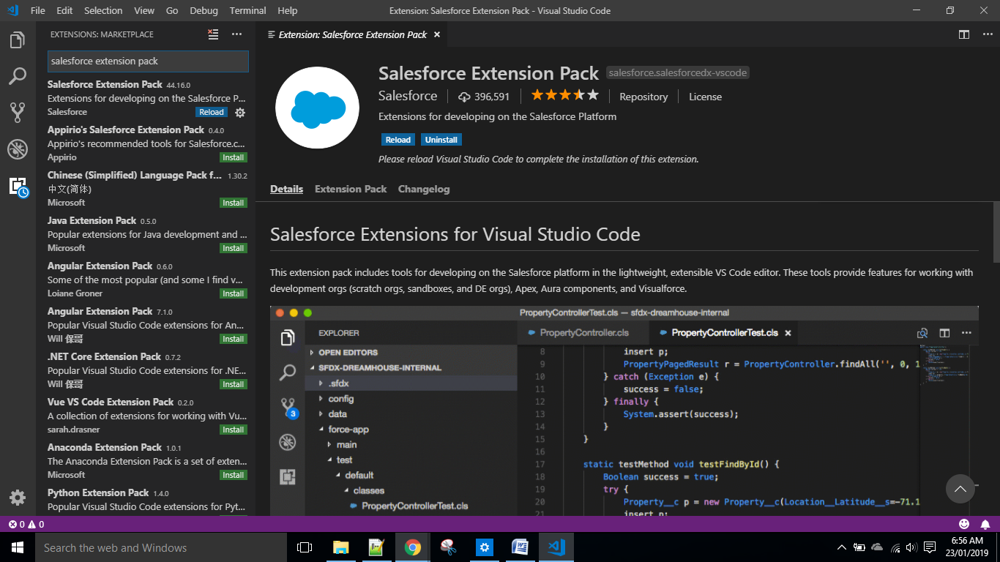 File Edit Selection View Go Debug Terminal Help
Extension: Salesforce Extension Pack - Visual Studio Code
EXTENSIONS: MARKETPLACE
salesforce extension pack
Salesforce Extension Pack 44.16.0
Extensions for developing on the Salesforce P...
Salesforce Reload
Appirio's Salesforce Extension Pack 0.4.0
Appirio's recommended tools for Salesforce.c...
Appirio Install
Chinese (Simplified) Language Pack f... 1.30.2
中文(简体)
Microsoft Install
Java Extension Pack 0.5.0
Popular extensions for Java development and ...
Microsoft Install
Angular Extension Pack 0.6.0
Some of the most popular (and some I find v...
Loiane Groner Install
Angular Extension Pack 7.1.0
Popular Visual Studio Code extensions for An...
Will 保哥 Install
.NET Core Extension Pack 0.7.2
Popular Visual Studio Code extensions for .NE...
Will 保哥 Install
Vue VS Code Extension Pack 0.2.0
A collection of extensions for working with Vu...
sarah.drasner Install
Anaconda Extension Pack 1.0.1
The Anaconda Extension Pack is a set of exten...
Microsoft Install
Python Extension Pack 1.4.0
Popular Visual Studio Code extensions for Pyt...
Extension: Salesforce Extension Pack
Salesforce Extension Pack salesforce.salesforcedx-vscode
Salesforce 396,591 Repository License
Extensions for developing on the Salesforce Platform
Reload Uninstall
Please reload Visual Studio Code to complete the installation of this extension.
Details Extension Pack Changelog
Salesforce Extensions for Visual Studio Code
This extension pack includes tools for developing on the Salesforce platform in the lightweight, extensible VS Code editor. These tools provide features for working with
development orgs (scratch orgs, sandboxes, and DE orgs), Apex, Aura components, and Visualforce.
PropertyControllerTest.cls — sfdx-dreamhouse-internal
EXPLORER
OPEN EDITORS
SFDX-DREAMHOUSE-INTERNAL
.sfdx
config
3
data
force-app
main
test
default
classes
PropertyControllerTest.cls
PropertyController.cls PropertyControllerTest.cls
8 insert p;
9 PropertyPagedResult r = PropertyController.findAll('', 0, 1
10 } catch (Exception e) {
11 success = false;
12 } finally {
13 System.assert(success);
14 }
15 }
16
17 static testMethod void testFindById() {
18 Boolean success = true;
19 try {
20 Property__c p = new Property__c(Location__Latitude__s=-71.1
21 insert p;
0 0
Search the web and Windows
6:56 AM
23/01/2019